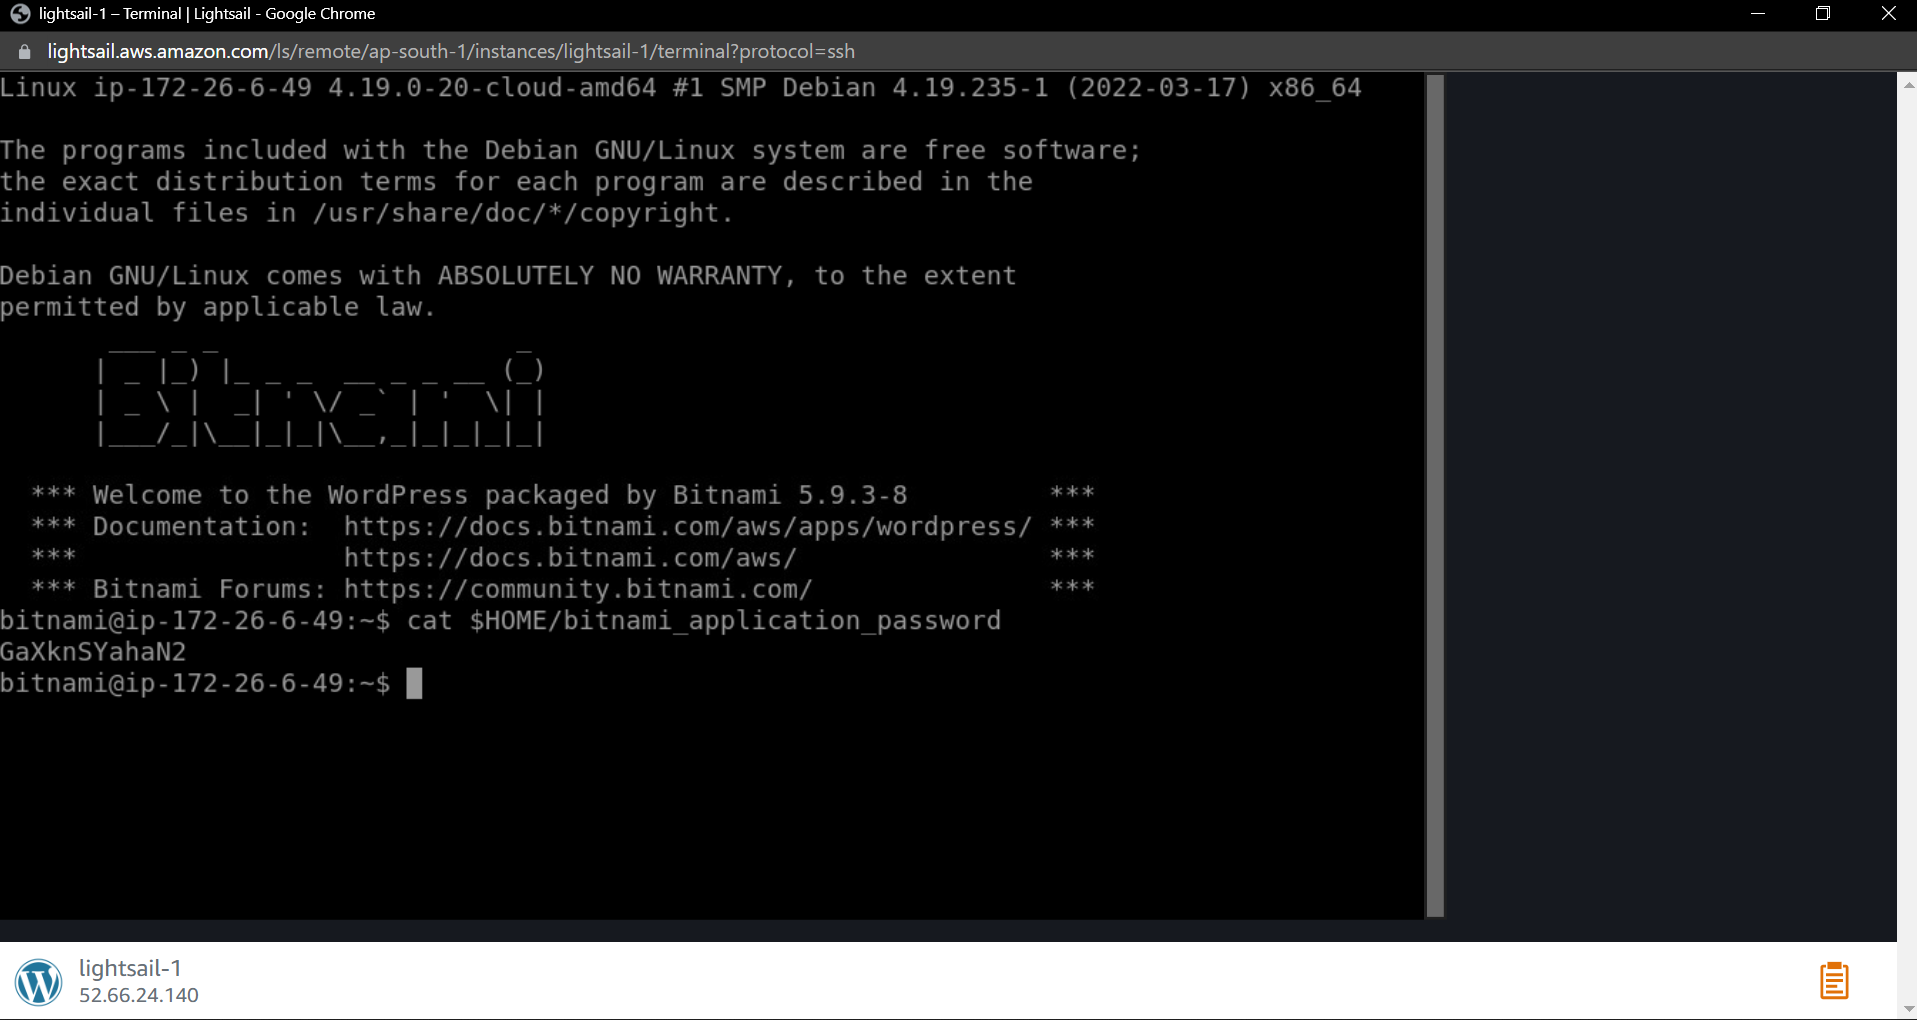 lightsail-1 – Terminal | Lightsail - Google Chrome
lightsail.aws.amazon.com/ls/remote/ap-south-1/instances/lightsail-1/terminal?protocol=ssh
Linux ip-172-26-6-49 4.19.0-20-cloud-amd64 #1 SMP Debian 4.19.235-1 (2022-03-17) x86_64
The programs included with the Debian GNU/Linux system are free software;
the exact distribution terms for each program are described in the
individual files in /usr/share/doc/*/copyright.
Debian GNU/Linux comes with ABSOLUTELY NO WARRANTY, to the extent
permitted by applicable law.
Bitnami
*** Welcome to the WordPress packaged by Bitnami 5.9.3-8 ***
*** Documentation: https://docs.bitnami.com/aws/apps/wordpress/ ***
*** https://docs.bitnami.com/aws/ ***
*** Bitnami Forums: https://community.bitnami.com/ ***
bitnami@ip-172-26-6-49:~$ cat $HOME/bitnami_application_password
GaXknSYahaN2
bitnami@ip-172-26-6-49:~$
lightsail-1
52.66.24.140